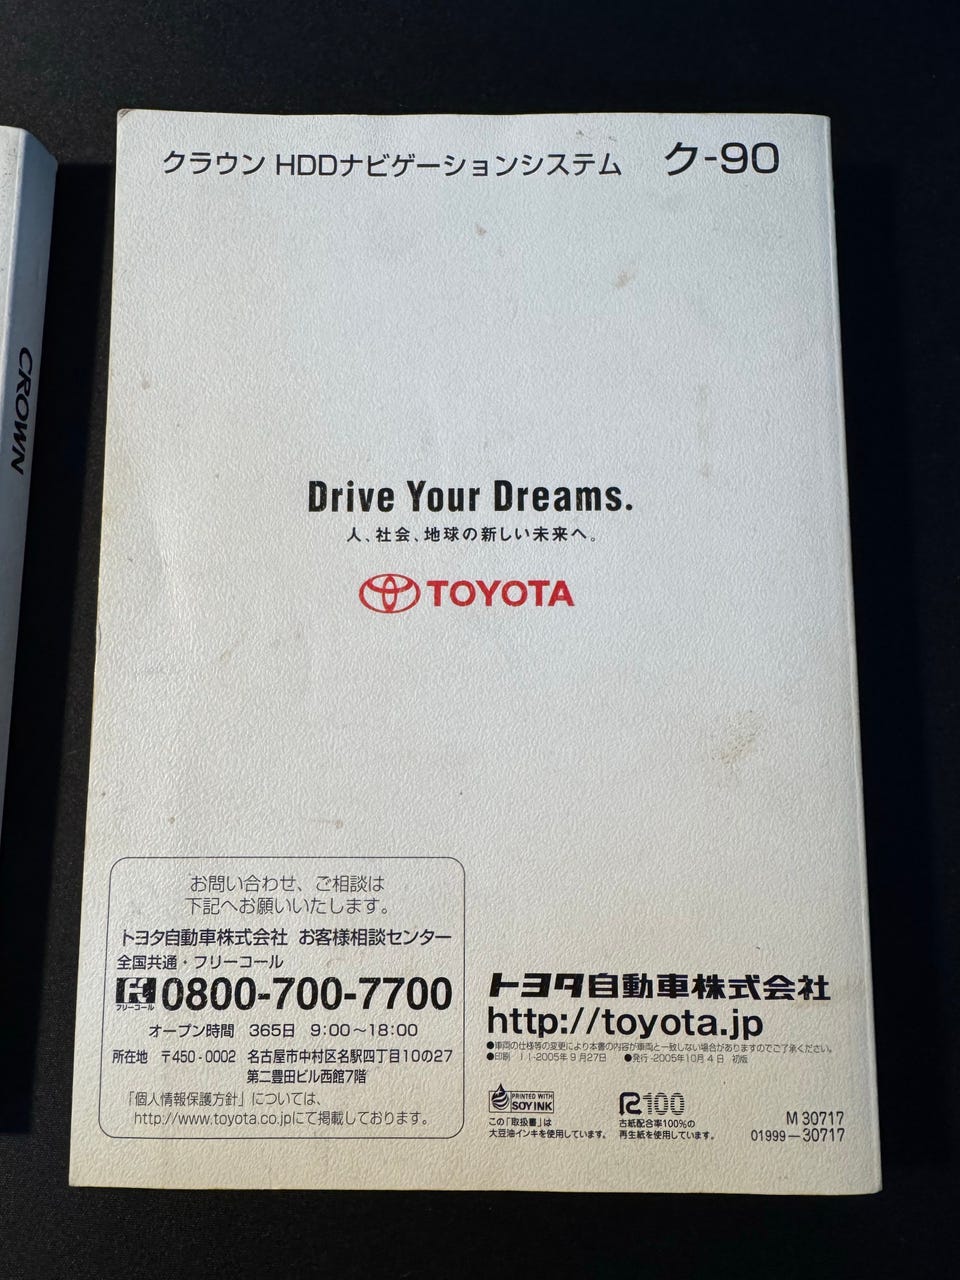 クラウン HDDナビゲーションシステム ク-90
CROWN
Drive Your Dreams.
人、社会、地球の新しい未来へ。
TOYOTA
お問い合わせ、ご相談は
下記へお願いいたします。
トヨタ自動車株式会社 お客様相談センター
全国共通・フリーコール
フリーコール 0800-700-7700
オープン時間 365日 9:00～18:00
所在地 〒450-0002 名古屋市中村区名駅四丁目10の27
第二豊田ビル西館7階
「個人情報保護方針」については、
http://www.toyota.co.jpにて掲載しております。
トヨタ自動車株式会社
http://toyota.jp
●車両の仕様等の変更により本書の内容が車両と一致しない場合がありますのでご了承ください。
●印刷 J1-2005年9月27日 ●発行-2005年10月4日 初版
PRINTED WITH
SOY INK
この「取扱書」は
大豆油インキを使用しています。
R100
古紙配合率100%の
再生紙を使用しています。
M 30717
01999－30717